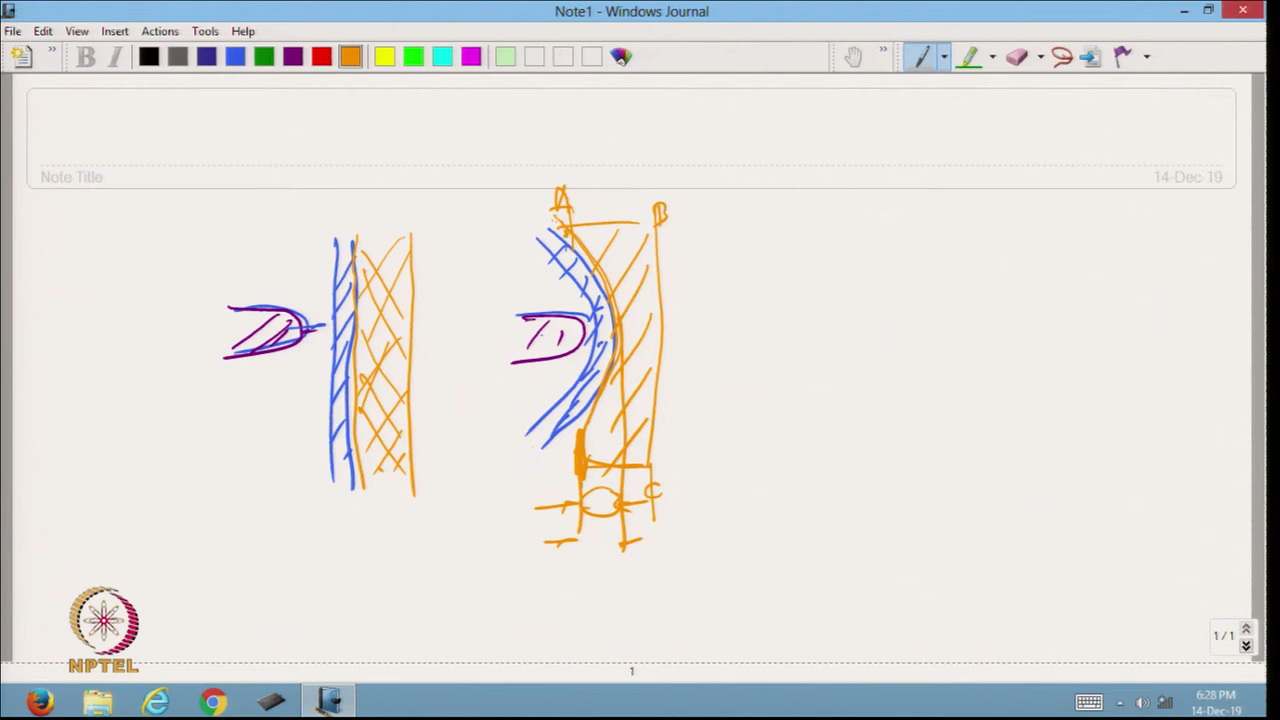 Note1 - Windows Journal
File Edit View Insert Actions Tools Help
B I
Note Title
14-Dec-19
A
B
C
1 / 1
NPTEL
1
6:28 PM
14-Dec-19